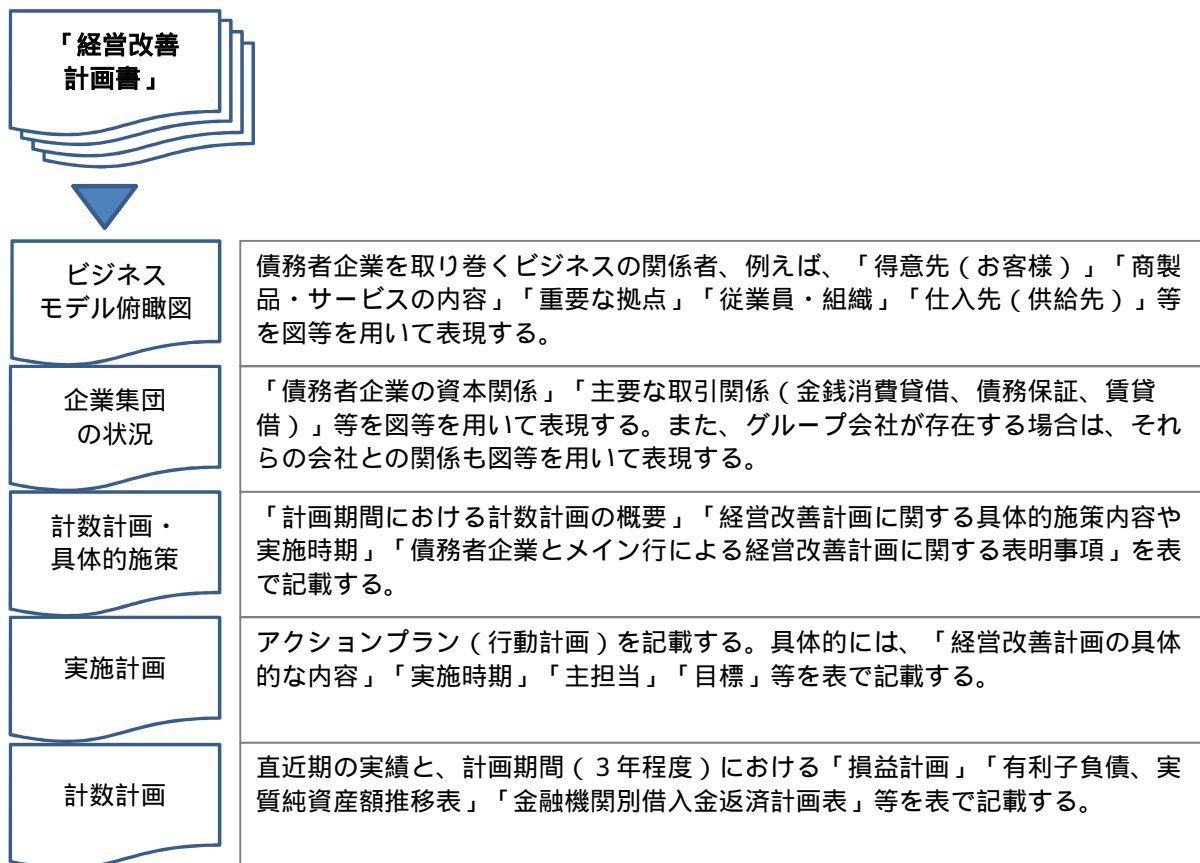 「経営改善
計画書」
ビジネス
モデル俯瞰図
債務者企業を取り巻くビジネスの関係者、例えば、「得意先（お客様）」「商製
品・サービスの内容」「重要な拠点」「従業員・組織」「仕入先（供給先）」等
を図等を用いて表現する。
企業集団
の状況
「債務者企業の資本関係」「主要な取引関係（金銭消費貸借、債務保証、賃貸
借）」等を図等を用いて表現する。また、グループ会社が存在する場合は、それ
らの会社との関係も図等を用いて表現する。
計数計画・
具体的施策
「計画期間における計数計画の概要」「経営改善計画に関する具体的施策内容や
実施時期」「債務者企業とメイン行による経営改善計画に関する表明事項」を表
で記載する。
実施計画
アクションプラン（行動計画）を記載する。具体的には、「経営改善計画の具体
的な内容」「実施時期」「主担当」「目標」等を表で記載する。
計数計画
直近期の実績と、計画期間（３年程度）における「損益計画」「有利子負債、実
質純資産額推移表」「金融機関別借入金返済計画表」等を表で記載する。